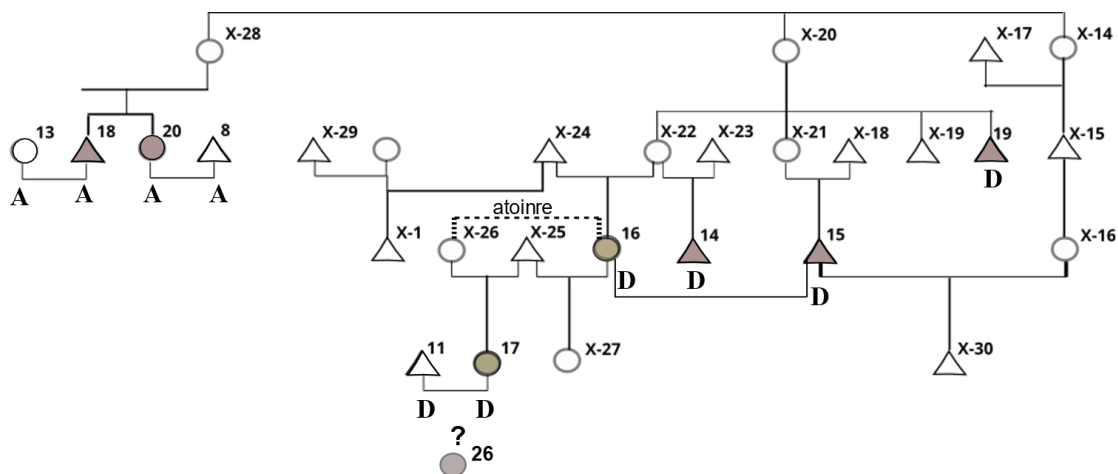 X-28
X-20
X-17
X-14
13
18
20
8
X-29
X-24
X-22
X-23
X-21
X-18
X-19
19
X-15
A
A
A
A
D
atoinre
X-1
X-26
X-25
16
14
15
X-16
D
D
D
11
17
X-27
X-30
D
D
?
26